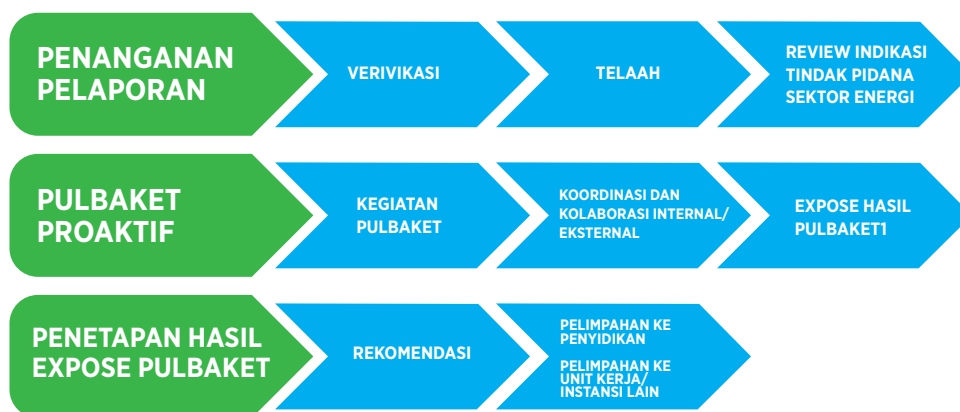 PENANGANAN
PELAPORAN
VERIVIKASI
TELAAH
REVIEW INDIKASI
TINDAK PIDANA
SEKTOR ENERGI
PULBAKET
PROAKTIF
KEGIATAN
PULBAKET
KOORDINASI DAN
KOLABORASI INTERNAL/
EKSTERNAL
EXPOSE HASIL
PULBAKET1
PENETAPAN HASIL
EXPOSE PULBAKET
REKOMENDASI
PELIMPAHAN KE
PENYIDIKAN
PELIMPAHAN KE
UNIT KERJA/
INSTANSI LAIN